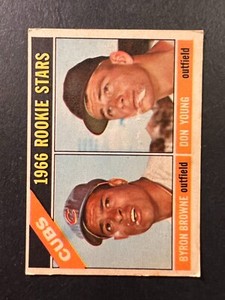 1966 ROOKIE STARS
CUBS
BYRON BROWNE outfield
DON YOUNG outfield
C